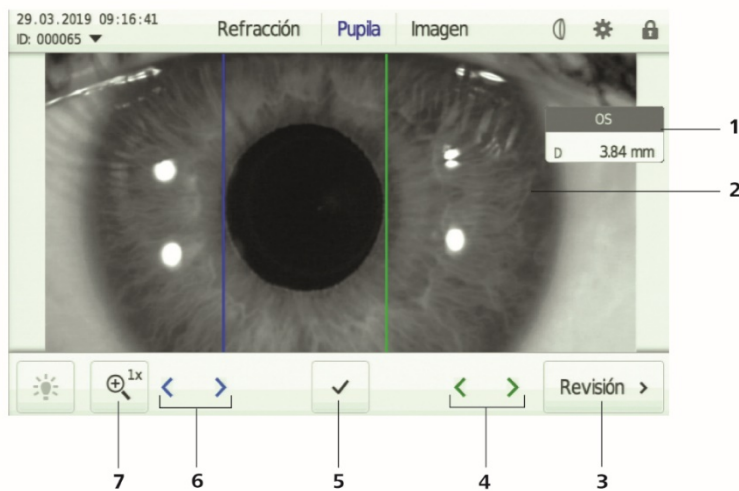 29.03.2019 09:16:41
ID: 000065
Refracción Pupila Imagen
OS
D 3.84 mm
1
2
1x
Revisión
7 6 5 4 3